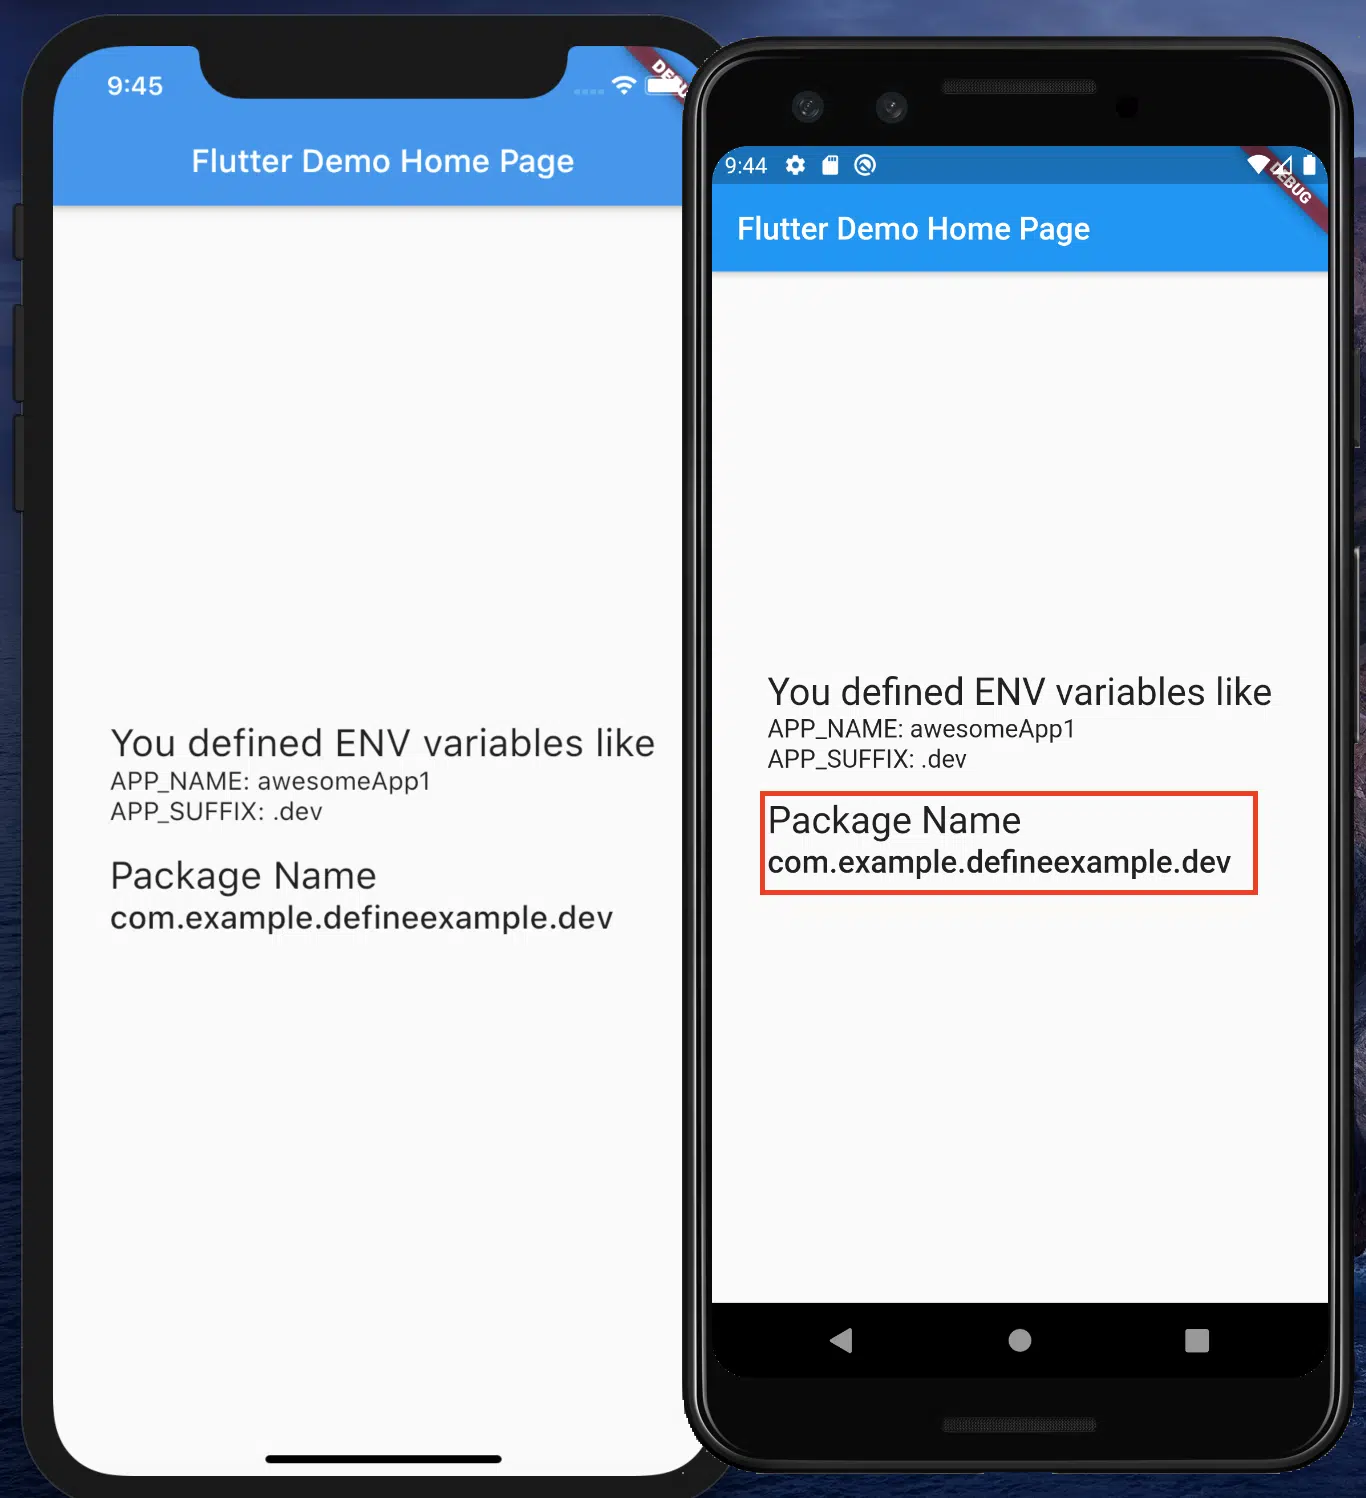 9:45
DEBU
Flutter Demo Home Page
You defined ENV variables like
APP_NAME: awesomeApp1
APP_SUFFIX: .dev
Package Name
com.example.defineexample.dev
9:44
DEBUG
Flutter Demo Home Page
You defined ENV variables like
APP_NAME: awesomeApp1
APP_SUFFIX: .dev
Package Name
com.example.defineexample.dev